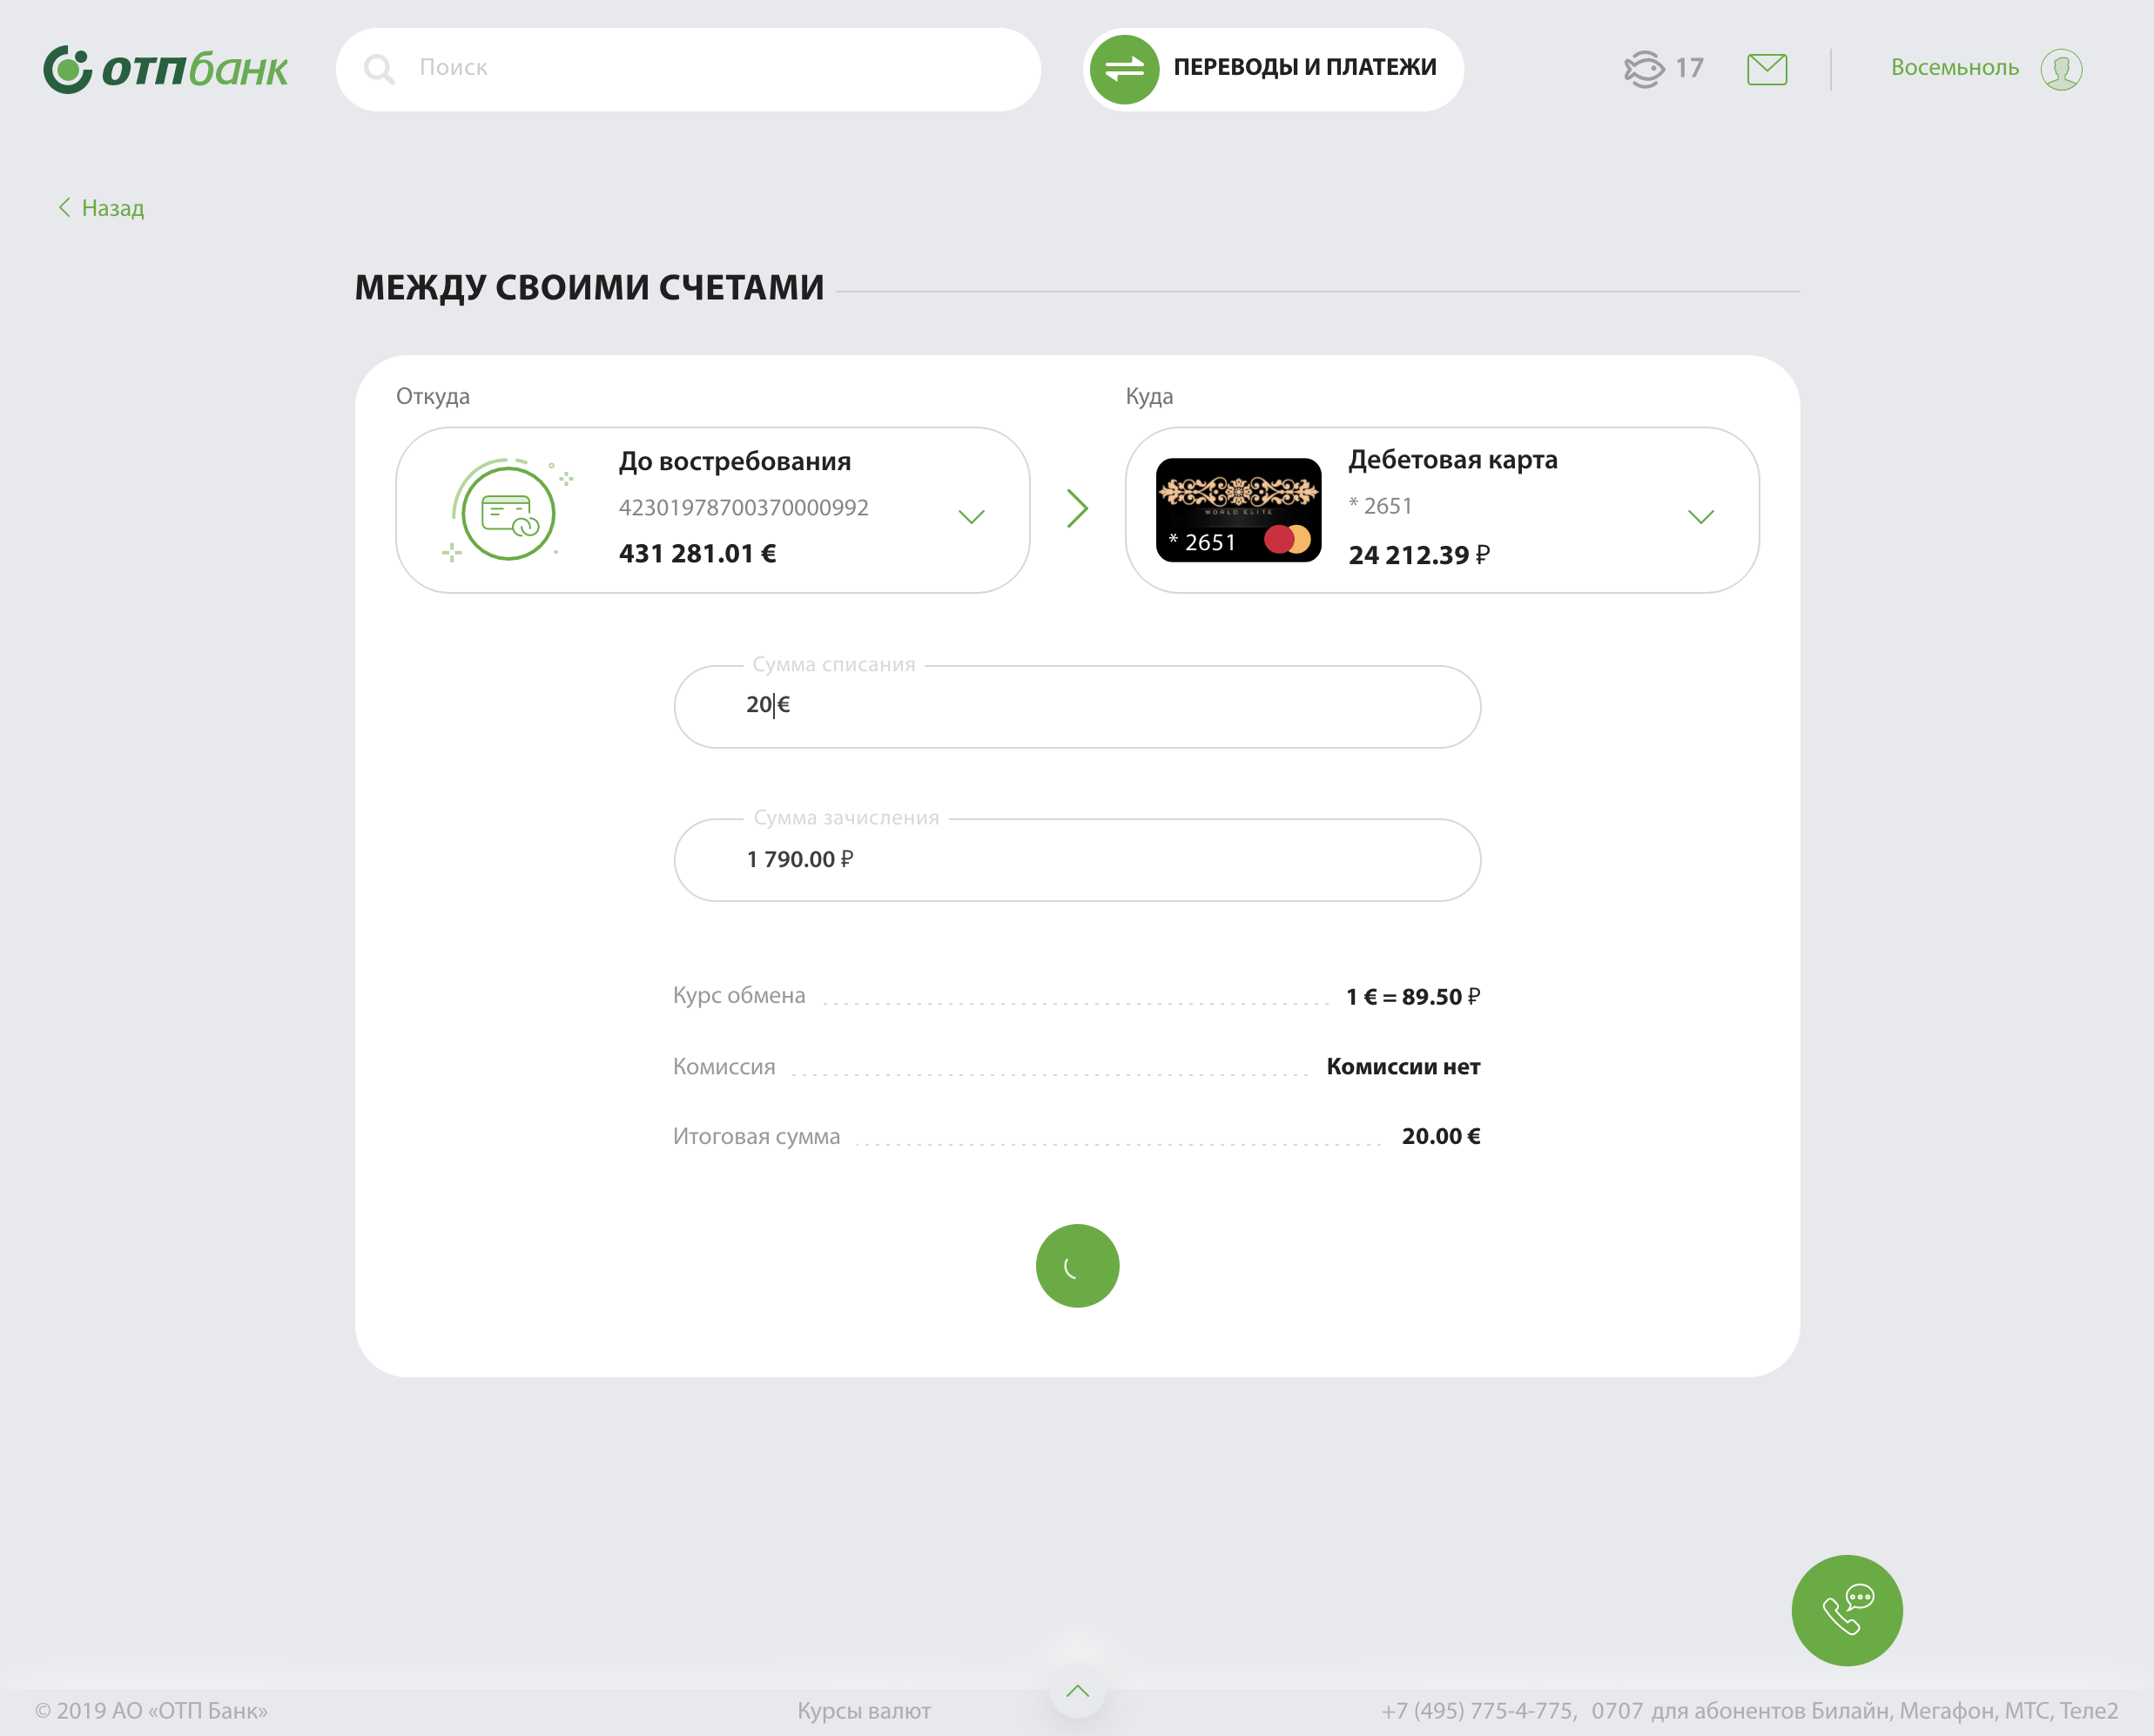 отпбанк
Поиск
ПЕРЕВОДЫ И ПЛАТЕЖИ
17
Восемьноль
Назад
МЕЖДУ СВОИМИ СЧЕТАМИ
Откуда
До востребования
42301978700370000992
431 281.01 €
Куда
WORLD ELITE
* 2651
Дебетовая карта
* 2651
24 212.39 ₽
Сумма списания
20 €
Сумма зачисления
1 790.00 ₽
Курс обмена 1 € = 89.50 ₽
Комиссия Комиссии нет
Итоговая сумма 20.00 €
© 2019 АО «ОТП Банк»
Курсы валют
+7 (495) 775-4-775, 0707 для абонентов Билайн, Мегафон, МТС, Теле2